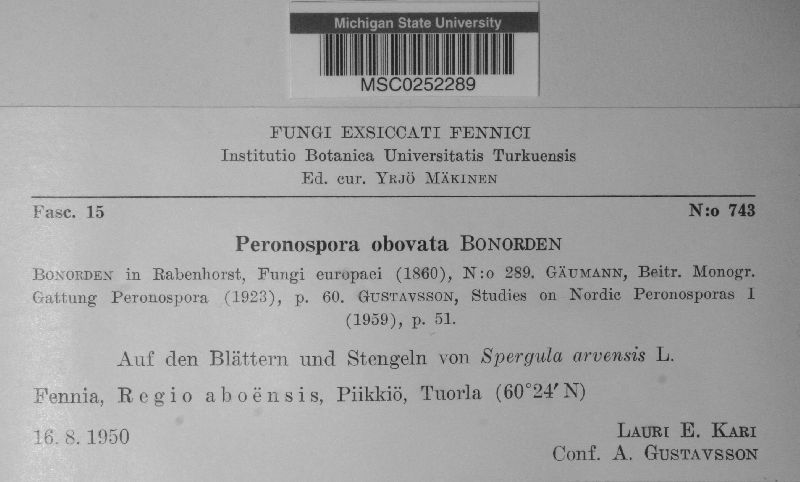 Michigan State University
MSC0252289
FUNGI EXSICCATI FENNICI
Institutio Botanica Universitatis Turkuensis
Ed. cur. YRJÖ MÄKINEN
Fasc. 15 N:o 743
Peronospora obovata BONORDEN
BONORDEN in Rabenhorst, Fungi europaei (1860), N:o 289. GÄUMANN, Beitr. Monogr.
Gattung Peronospora (1923), p. 60. GUSTAVSSON, Studies on Nordic Peronosporas I
(1959), p. 51.
Auf den Blättern und Stengeln von Spergula arvensis L.
Fennia, Regio aboënsis, Piikkiö, Tuorla (60°24′ N)
16. 8. 1950 LAURI E. KARI
Conf. A. GUSTAVSSON